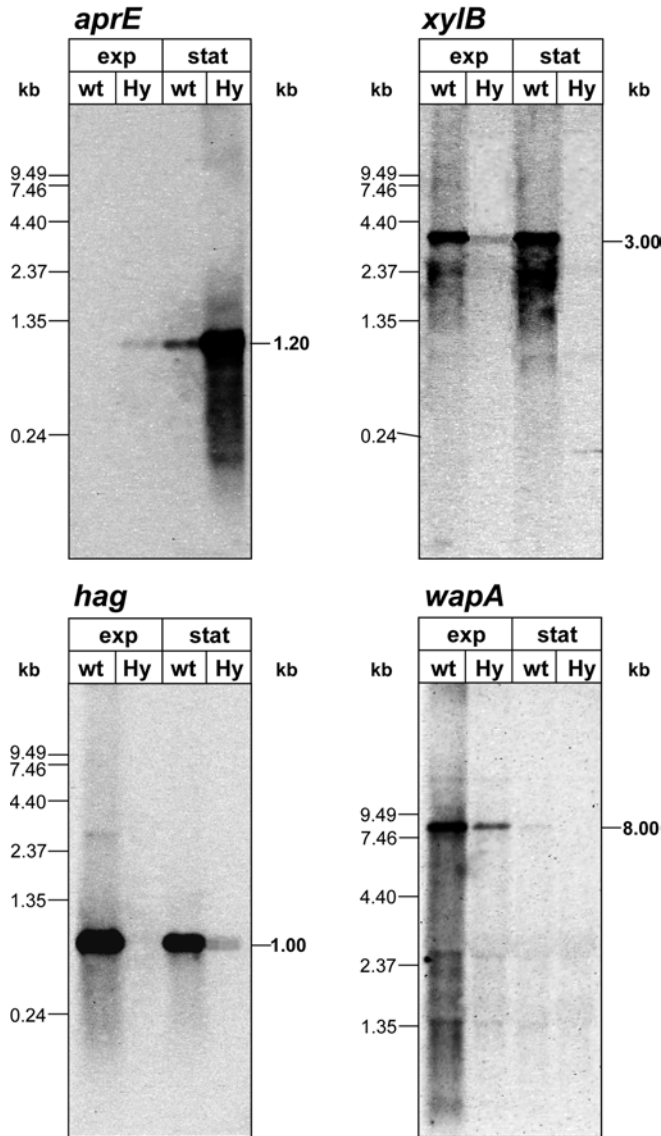 aprE
exp stat
kb wt Hy wt Hy kb
9.49
7.46
4.40
2.37
1.35
1.20
0.24
xylB
exp stat
kb wt Hy wt Hy kb
9.49
7.46
4.40
3.00
2.37
1.35
0.24
hag
exp stat
kb wt Hy wt Hy kb
9.49
7.46
4.40
2.37
1.35
1.00
0.24
wapA
exp stat
kb wt Hy wt Hy kb
9.49
8.00
7.46
4.40
2.37
1.35